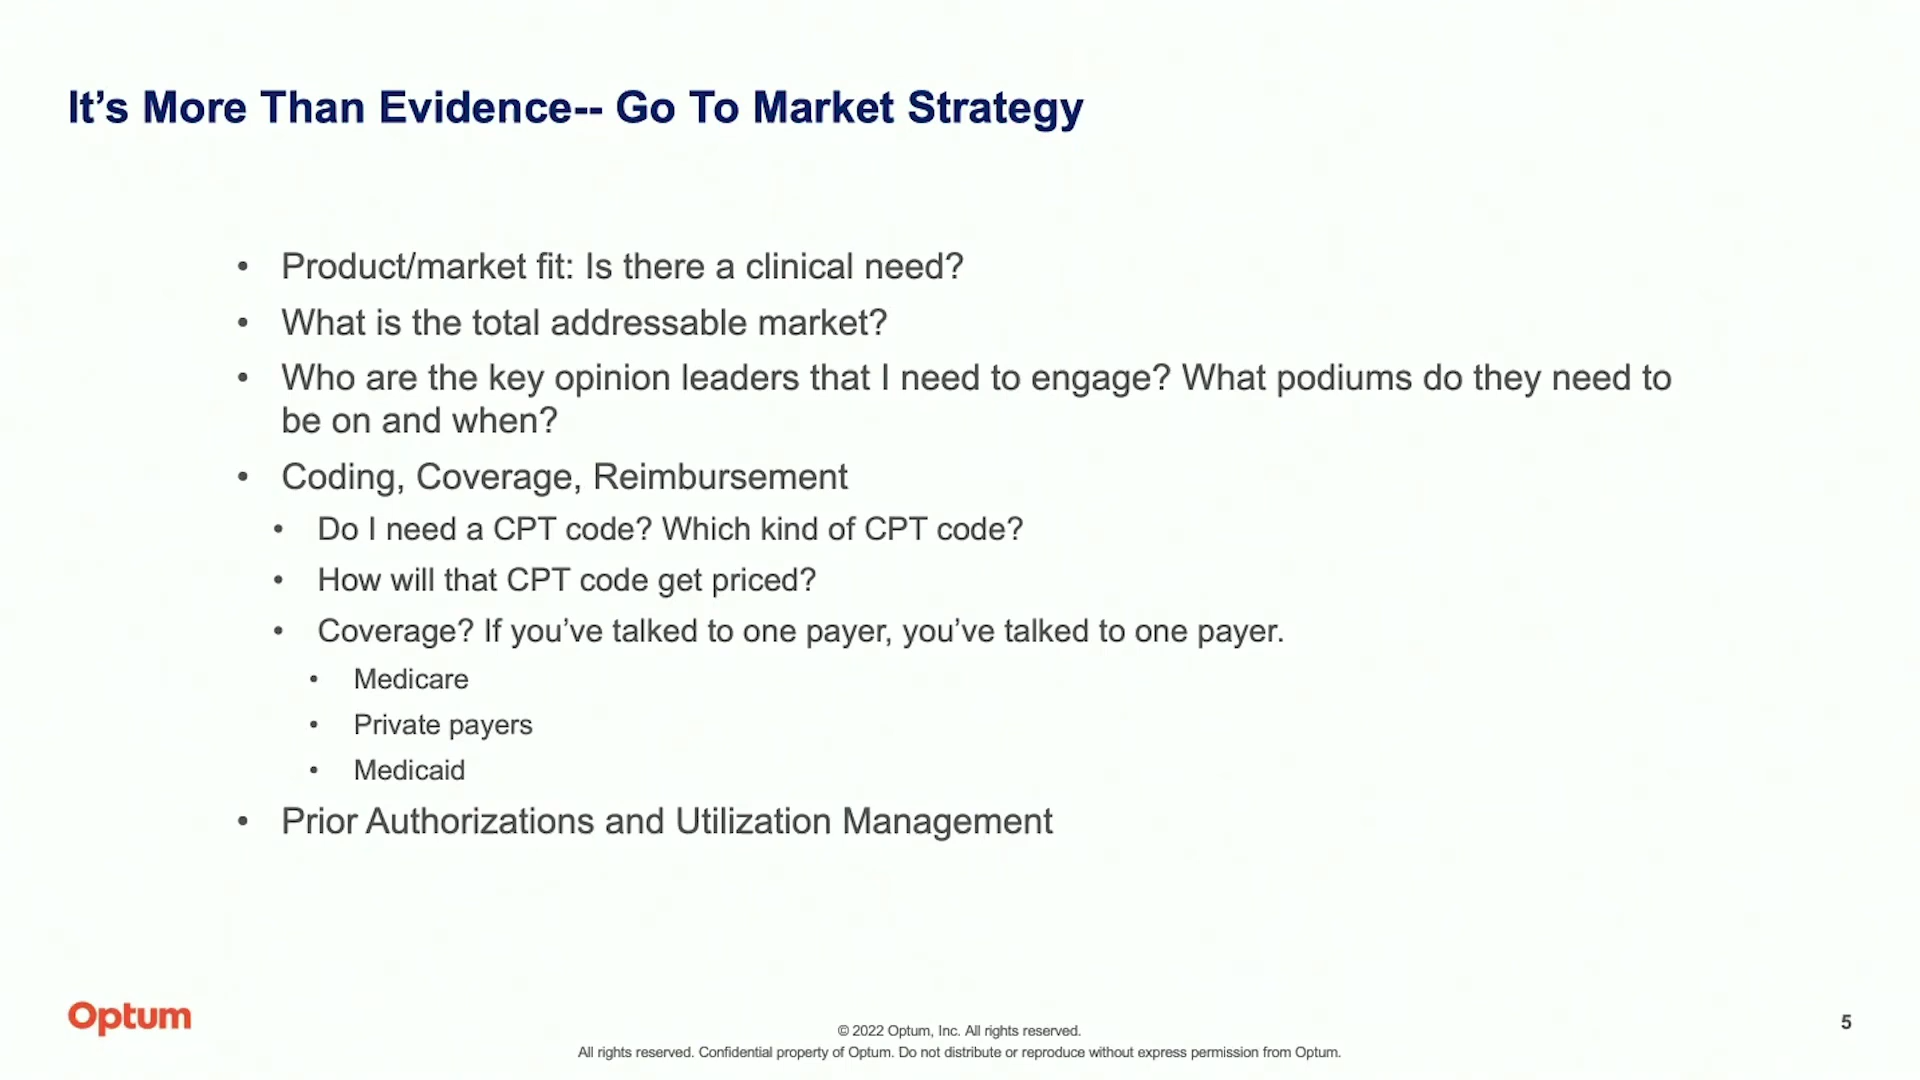 It’s More Than Evidence-- Go To Market Strategy
• Product/market fit: Is there a clinical need?
• What is the total addressable market?
• Who are the key opinion leaders that I need to engage? What podiums do they need to
be on and when?
• Coding, Coverage, Reimbursement
• Do I need a CPT code? Which kind of CPT code?
• How will that CPT code get priced?
• Coverage? If you’ve talked to one payer, you’ve talked to one payer.
• Medicare
• Private payers
• Medicaid
• Prior Authorizations and Utilization Management
Optum
© 2022 Optum, Inc. All rights reserved.
All rights reserved. Confidential property of Optum. Do not distribute or reproduce without express permission from Optum.
5